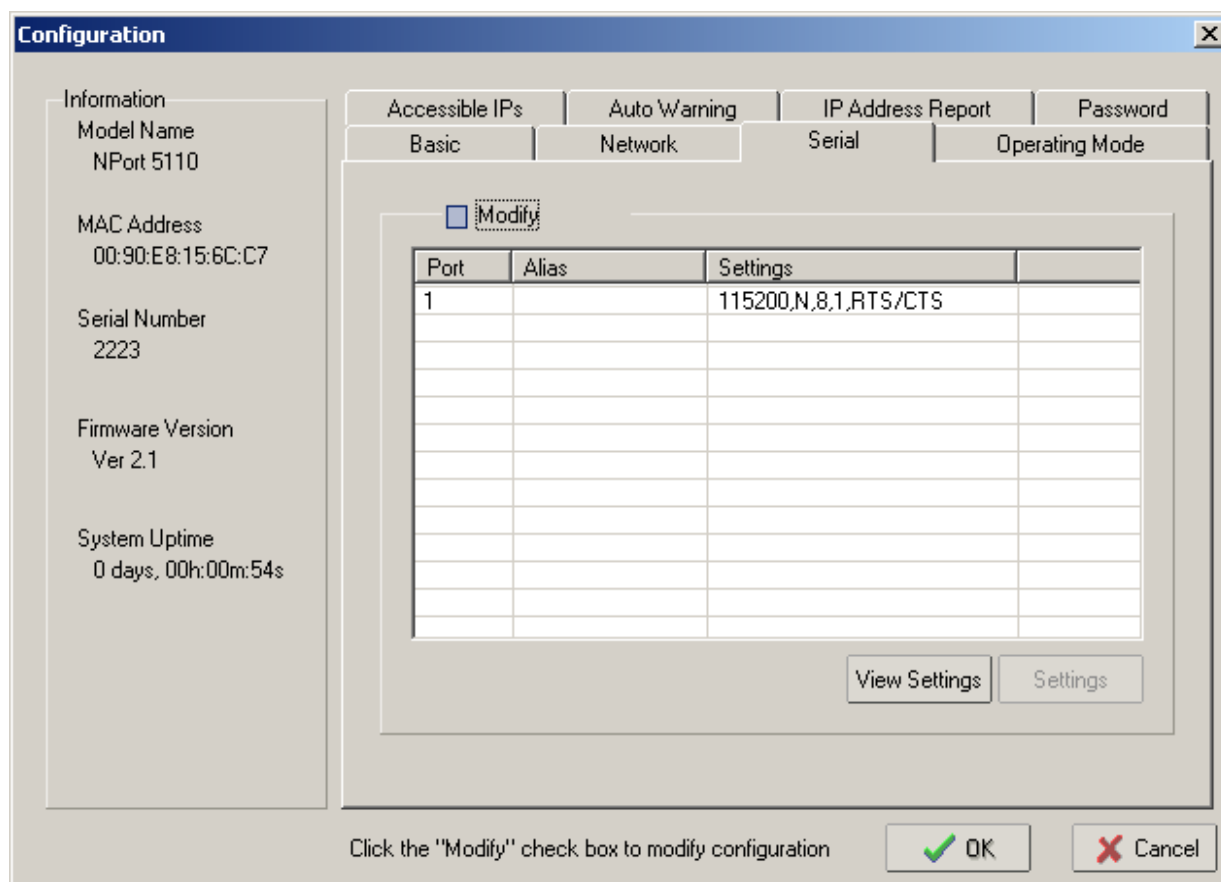 Configuration
Information
Model Name
NPort 5110
MAC Address
00:90:E8:15:6C:C7
Serial Number
2223
Firmware Version
Ver 2.1
System Uptime
0 days, 00h:00m:54s
Accessible IPs Auto Warning IP Address Report Password
Basic Network Serial Operating Mode
Modify
Port Alias Settings
1 115200,N,8,1,RTS/CTS
View Settings Settings
Click the "Modify" check box to modify configuration OK Cancel